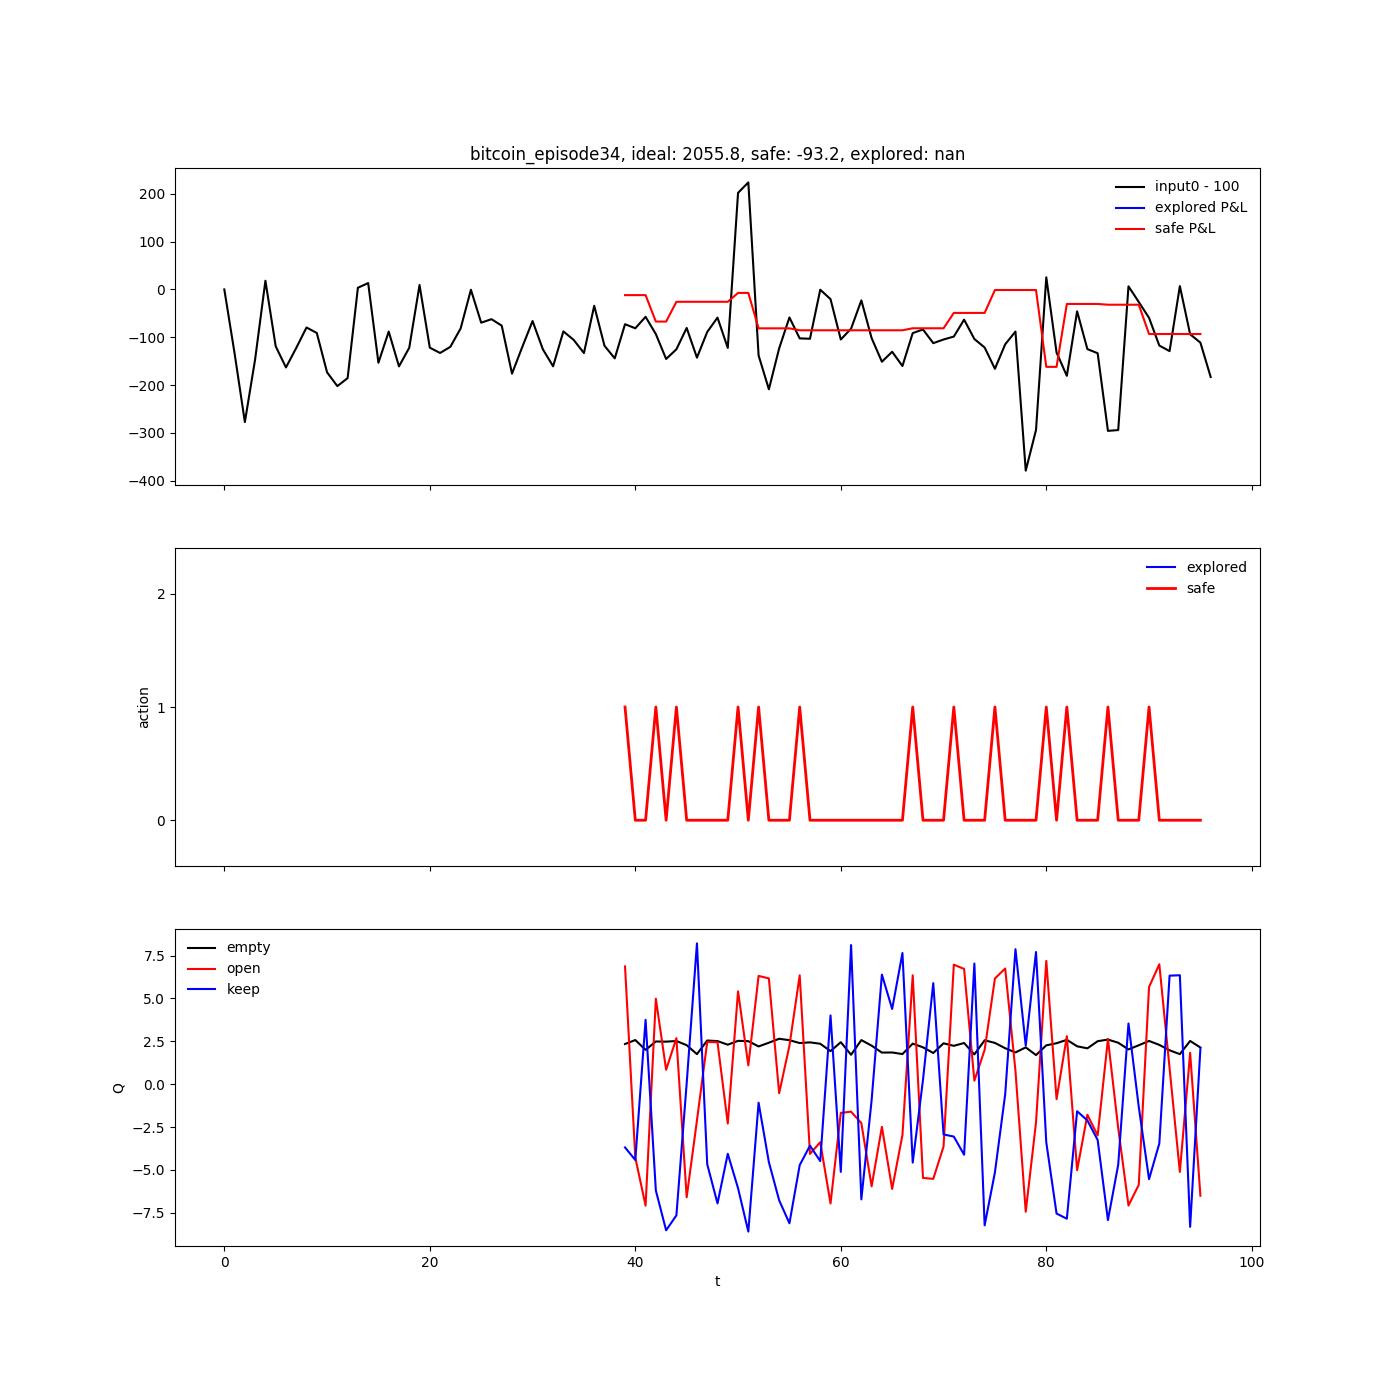 bitcoin_episode34, ideal: 2055.8, safe: -93.2, explored: nan
input0 - 100
explored P&L
safe P&L
200
100
0
−100
−200
−300
−400
explored
safe
action
2
1
0
empty
open
keep
Q
7.5
5.0
2.5
0.0
−2.5
−5.0
−7.5
0
20
40
60
80
100
t